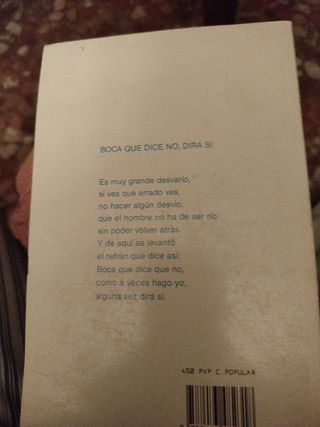 BOCA QUE DICE NO, DIRA SI
Es muy grande desvarío,
si ves que errado vas,
no hacer algún desvío,
que el hombre no ha de ser río
sin poder volver atrás.
Y de aquí se levantó
el refrán que dice así:
Boca que dice que no,
como a veces hago yo,
alguna vez dirá sí.
450 PVP C. POPULAR